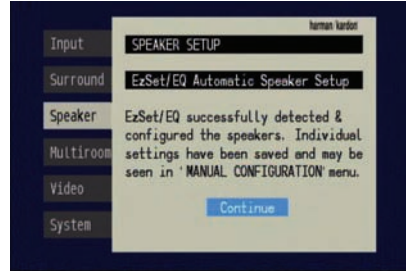 harman/kardon
Input
SPEAKER SETUP
Surround
EzSet/EQ Automatic Speaker Setup
Speaker
EzSet/EQ successfully detected &
configured the speakers. Individual
Multiroom
settings have been saved and may be
seen in 'MANUAL CONFIGURATION' menu.
Video
Continue
System